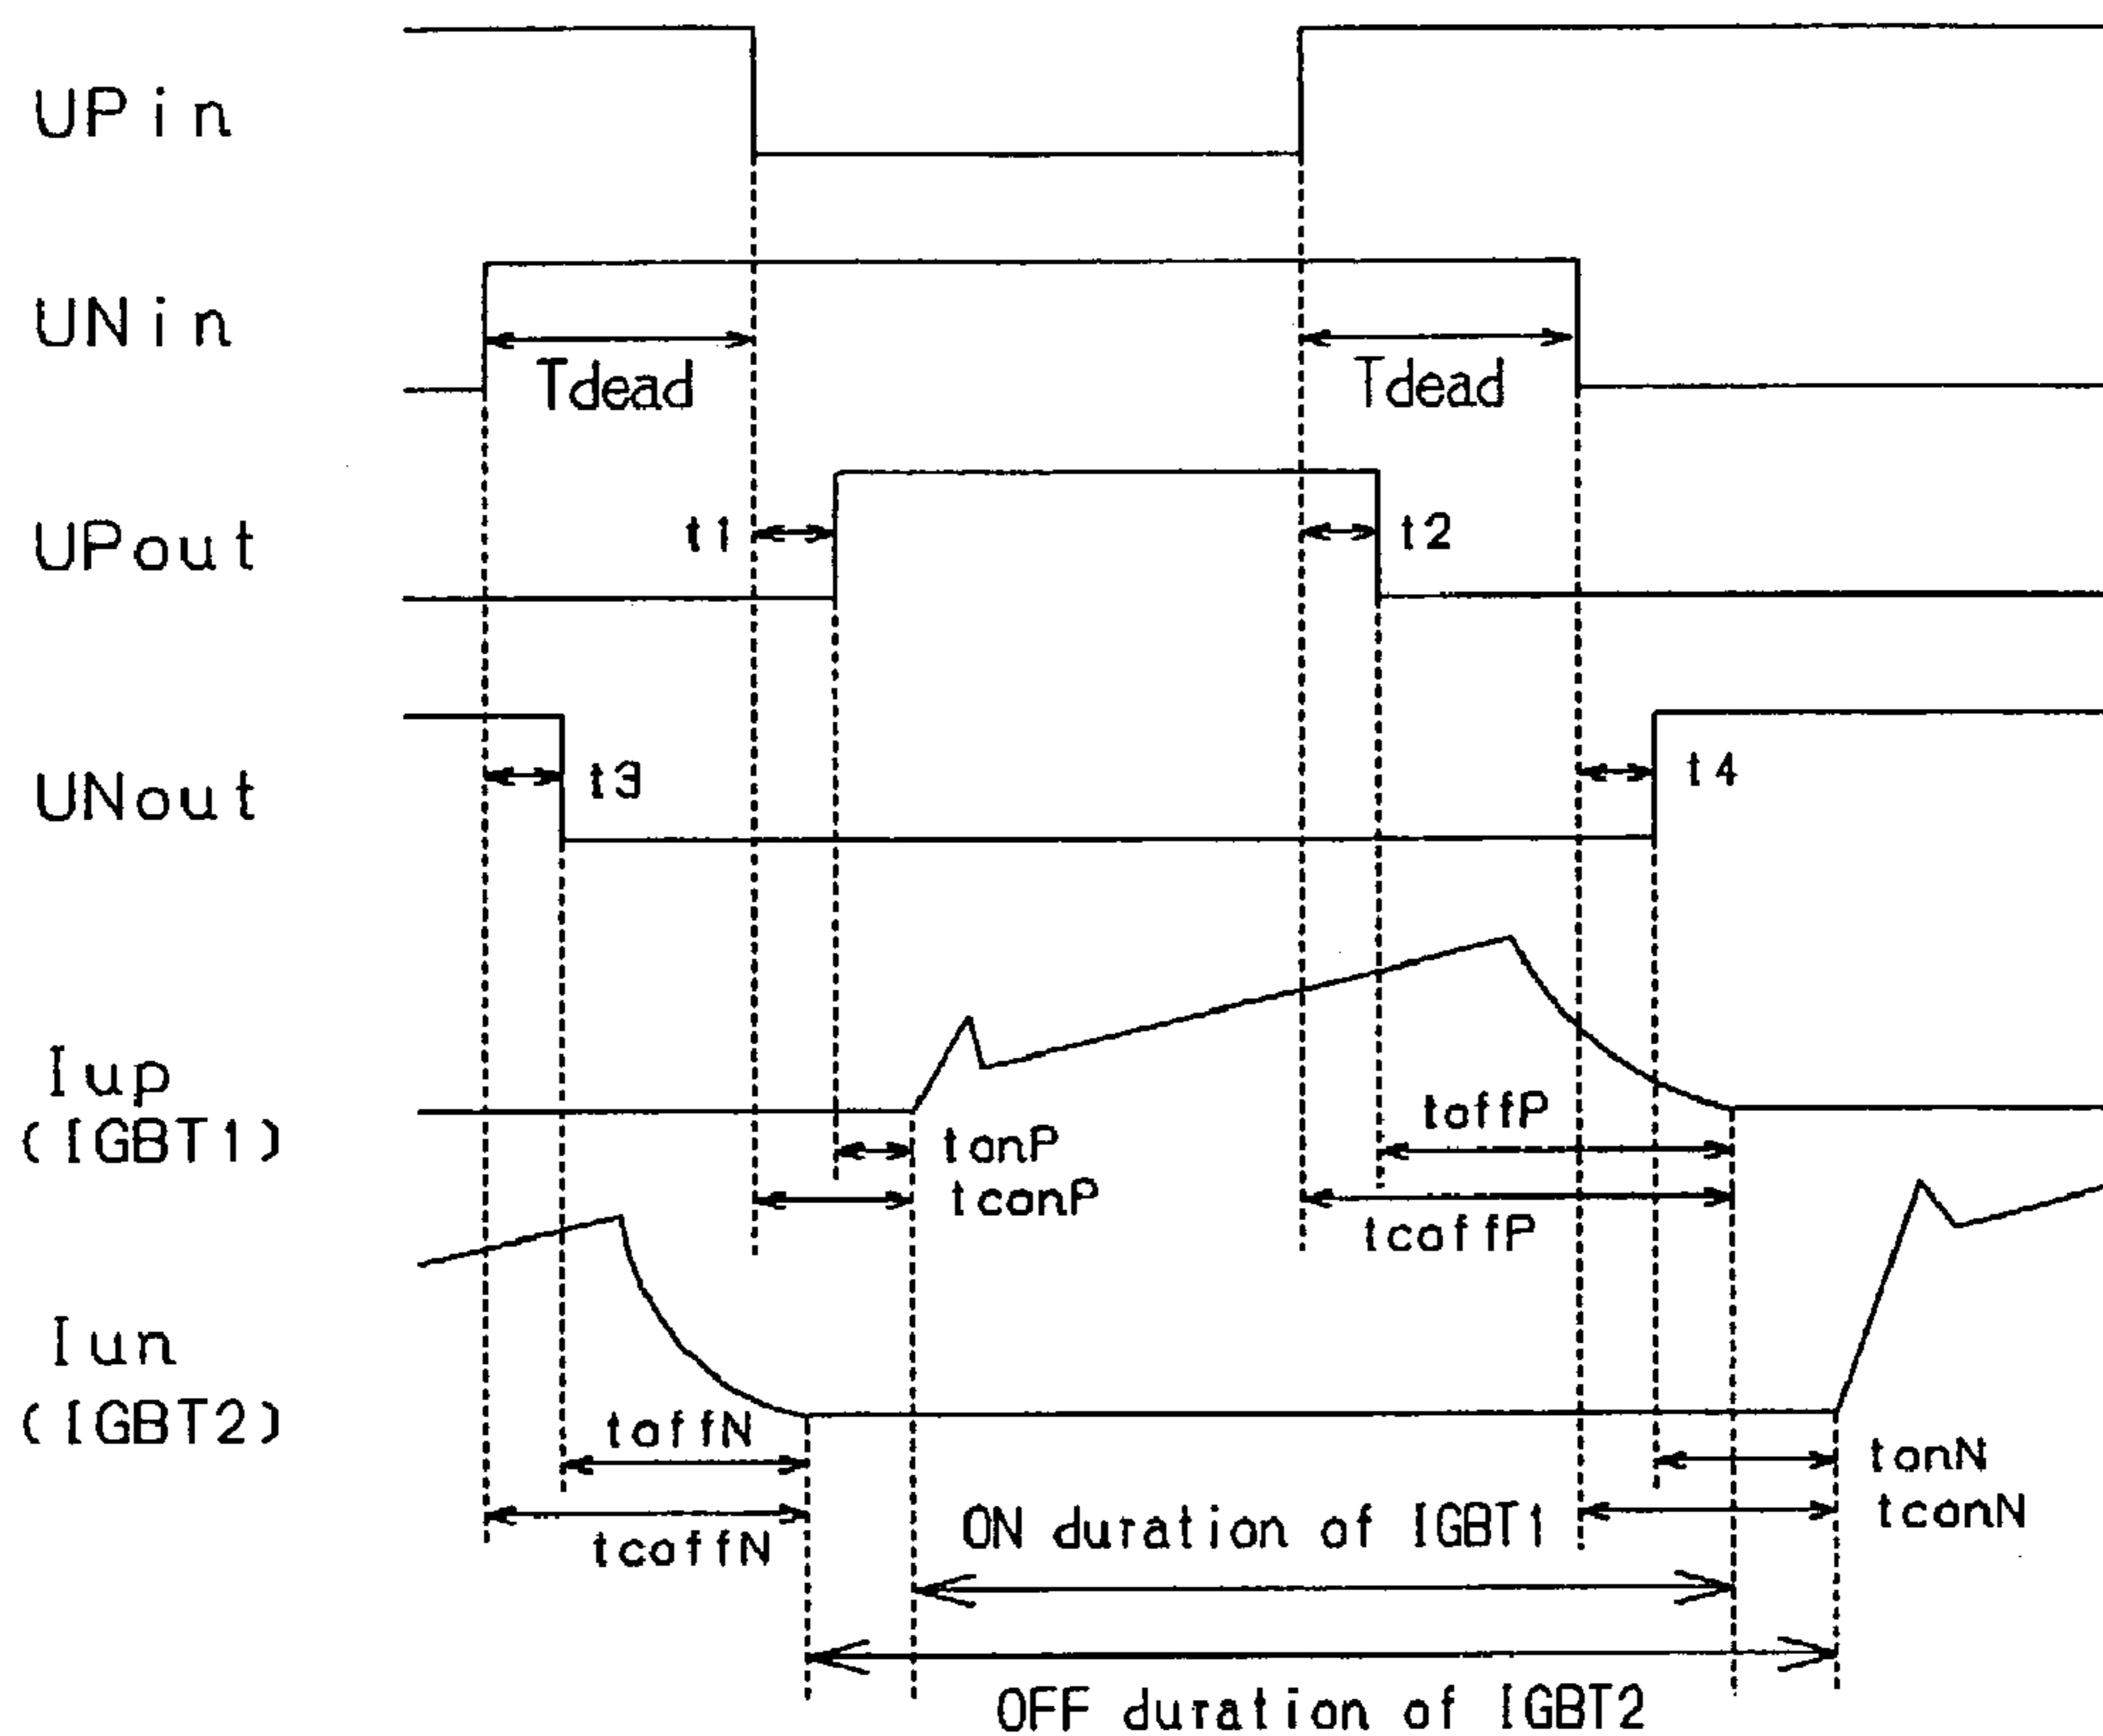 UPin
UNin
Tdead
Tdead
UPout
t1
t2
UNout
t3
t4
Iup
(IGBT1)
tonP
tconP
toffP
tcoffP
Iun
(IGBT2)
toffN
tcoffN
tonN
tconN
ON duration of IGBT1
OFF duration of IGBT2